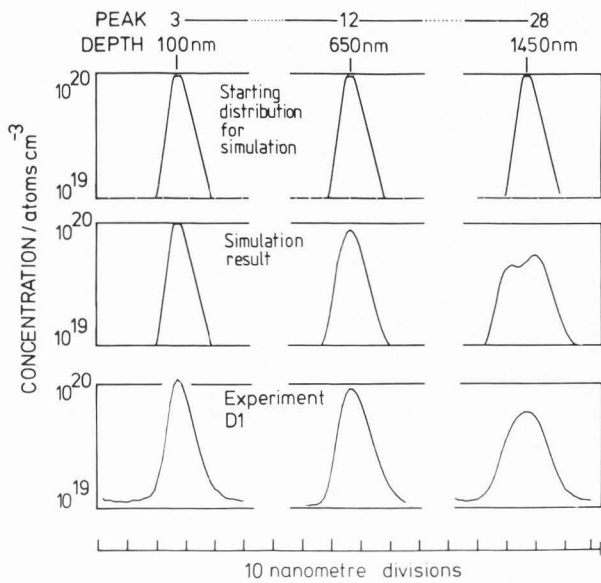 PEAK 3 12 28
DEPTH 100nm 650nm 1450nm
10^20
Starting
distribution
for
simulation
10^19
10^20
Simulation
result
10^19
10^20
Experiment
D1
10^19
CONCENTRATION / atoms cm^-3
10 nanometre divisions